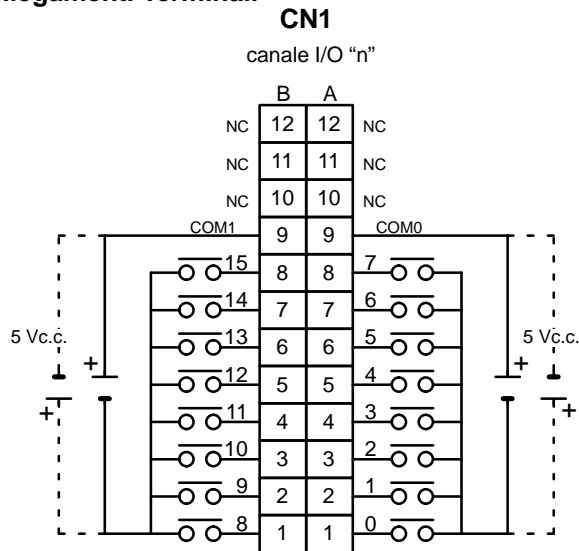 CN1
canale I/O “n”
B A
NC 12 12 NC
NC 11 11 NC
NC 10 10 NC
COM1 9 9 COM0
15 8 8 7
14 7 7 6
5 Vc.c. 13 6 6 5 5 Vc.c.
+ 12 5 5 4 +
+ 11 4 4 3 +
10 3 3 2
9 2 2 1
8 1 1 0